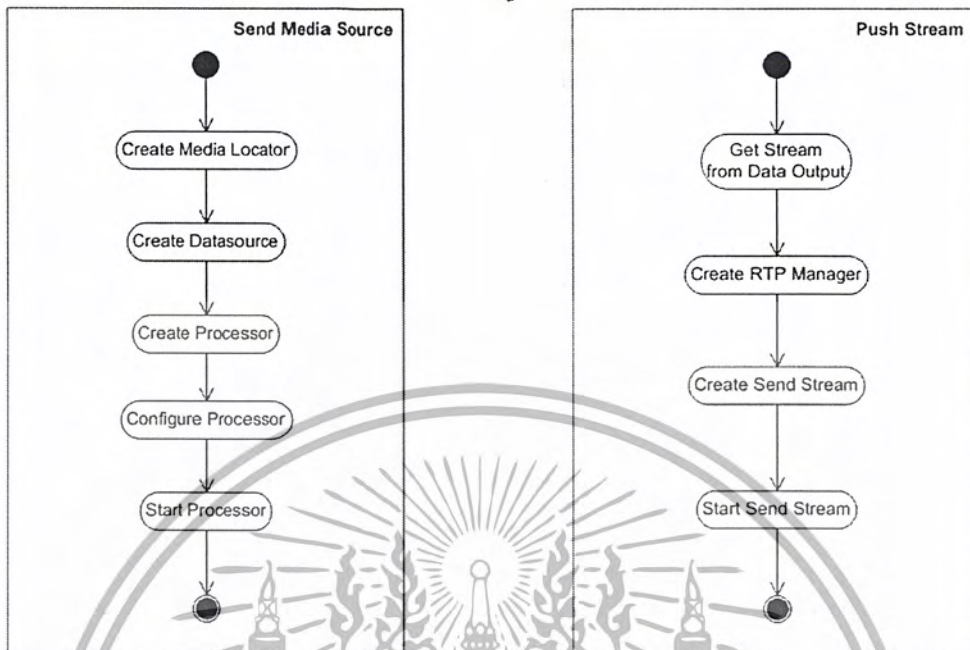 Send Media Source
Create Media Locator
Create Datasource
Create Processor
Configure Processor
Start Processor
Push Stream
Get Stream
from Data Output
Create RTP Manager
Create Send Stream
Start Send Stream